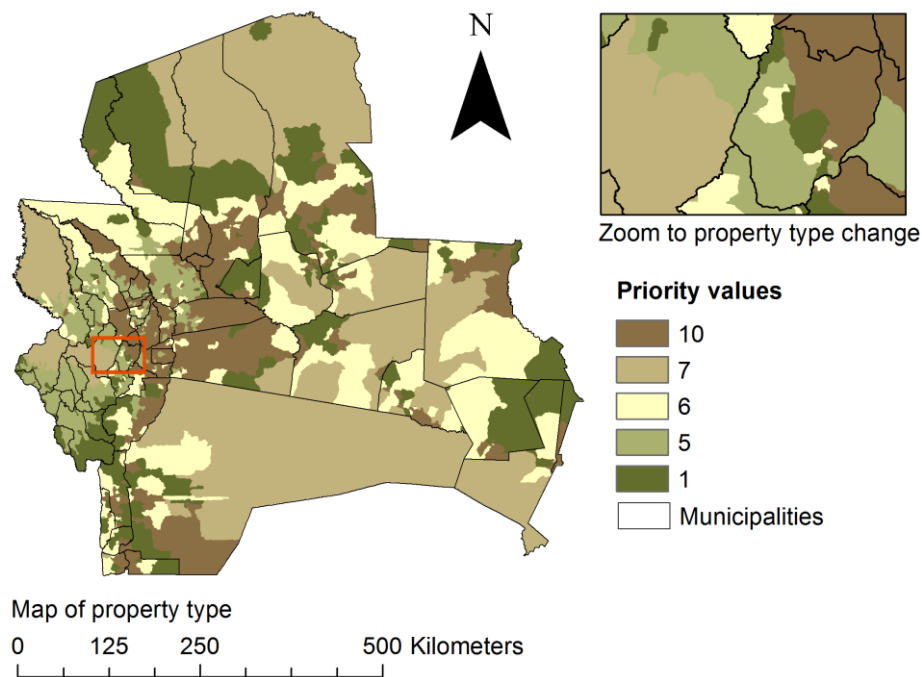 N
Zoom to property type change
Priority values
10
7
6
5
1
Municipalities
Map of property type
0 125 250 500 Kilometers